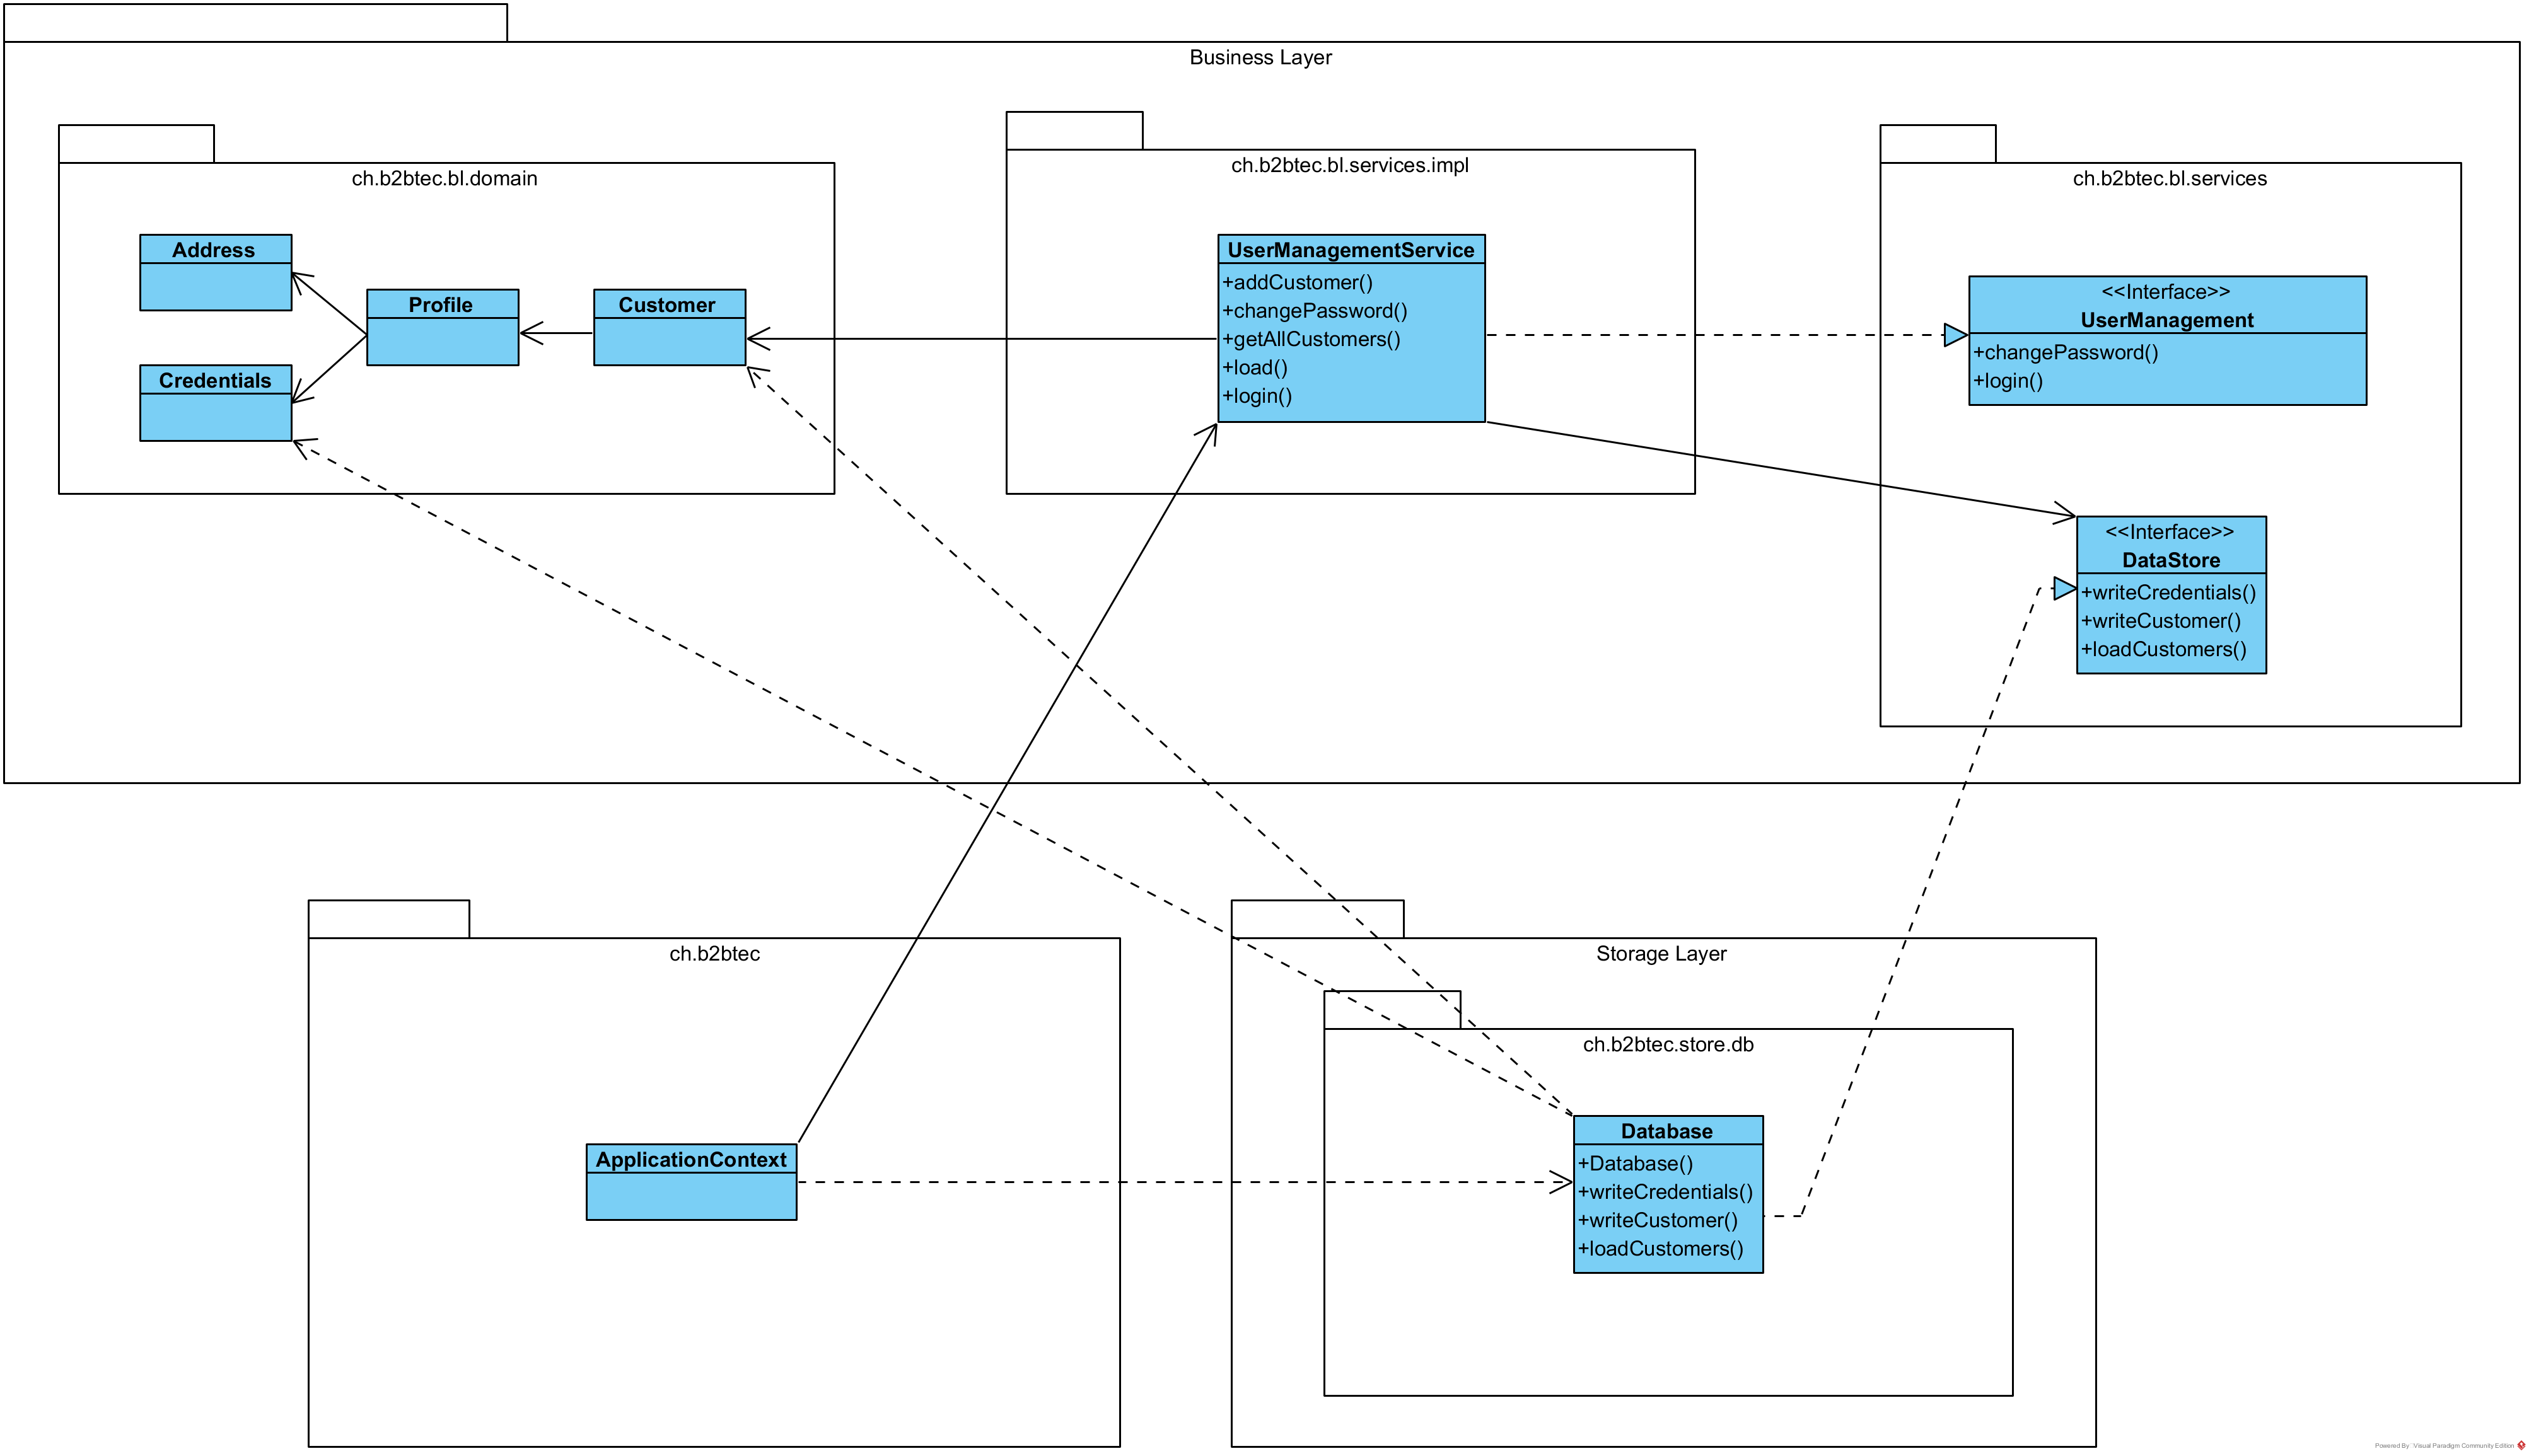 Business Layer
ch.b2btec.bl.domain
Address
Profile
Customer
Credentials
ch.b2btec.bl.services.impl
UserManagementService
+addCustomer()
+changePassword()
+getAllCustomers()
+load()
+login()
ch.b2btec.bl.services
<<Interface>>
UserManagement
+changePassword()
+login()
<<Interface>>
DataStore
+writeCredentials()
+writeCustomer()
+loadCustomers()
ch.b2btec
ApplicationContext
Storage Layer
ch.b2btec.store.db
Database
+Database()
+writeCredentials()
+writeCustomer()
+loadCustomers()
Powered By Visual Paradigm Community Edition